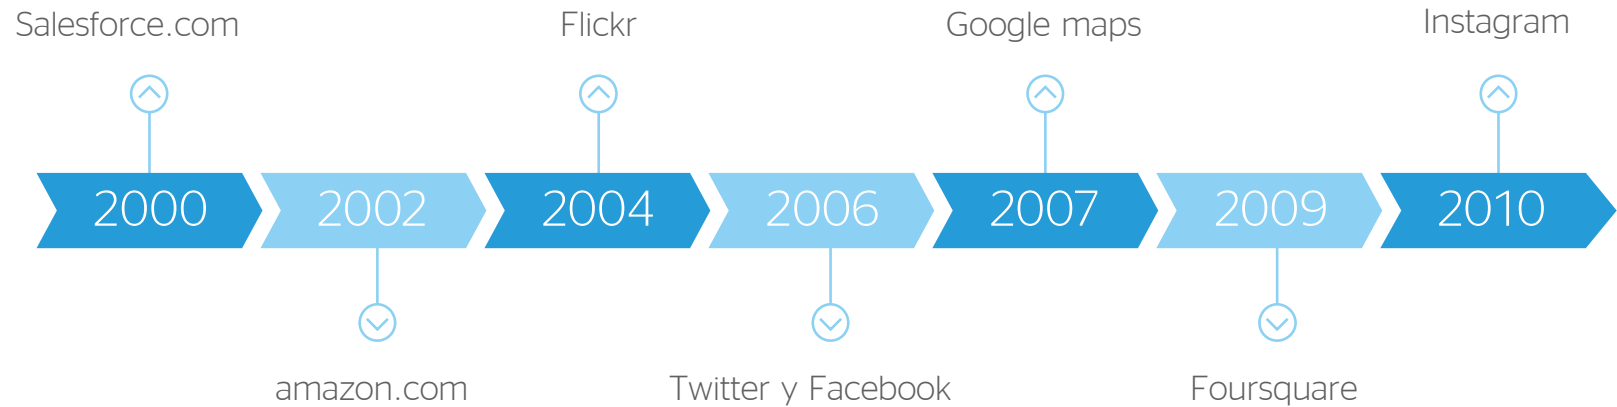 Salesforce.com
Flickr
Google maps
Instagram
2000
2002
2004
2006
2007
2009
2010
amazon.com
Twitter y Facebook
Foursquare